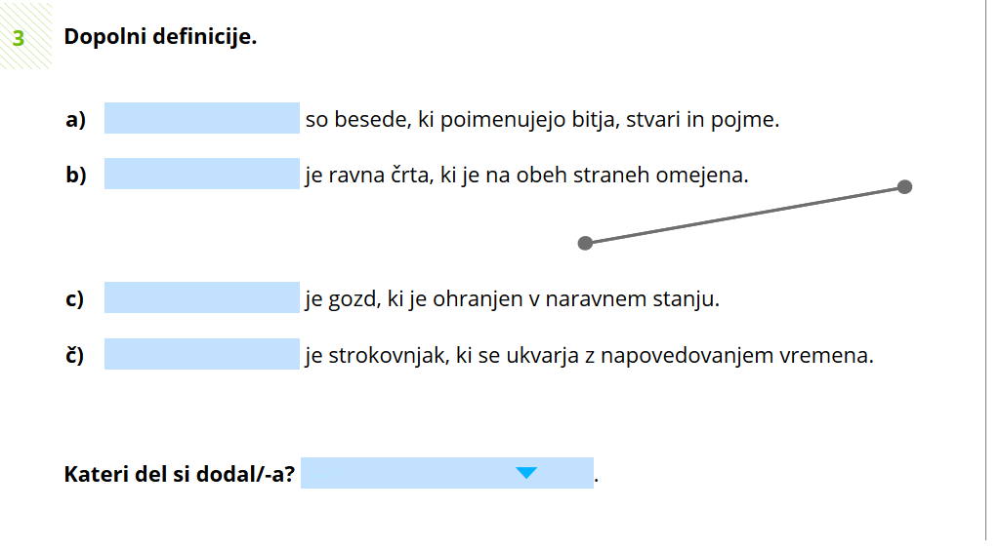 3 Dopolni definicije.
a) so besede, ki poimenujejo bitja, stvari in pojme.
b) je ravna črta, ki je na obeh straneh omejena.
c) je gozd, ki je ohranjen v naravnem stanju.
č) je strokovnjak, ki se ukvarja z napovedovanjem vremena.
Kateri del si dodal/-a? .